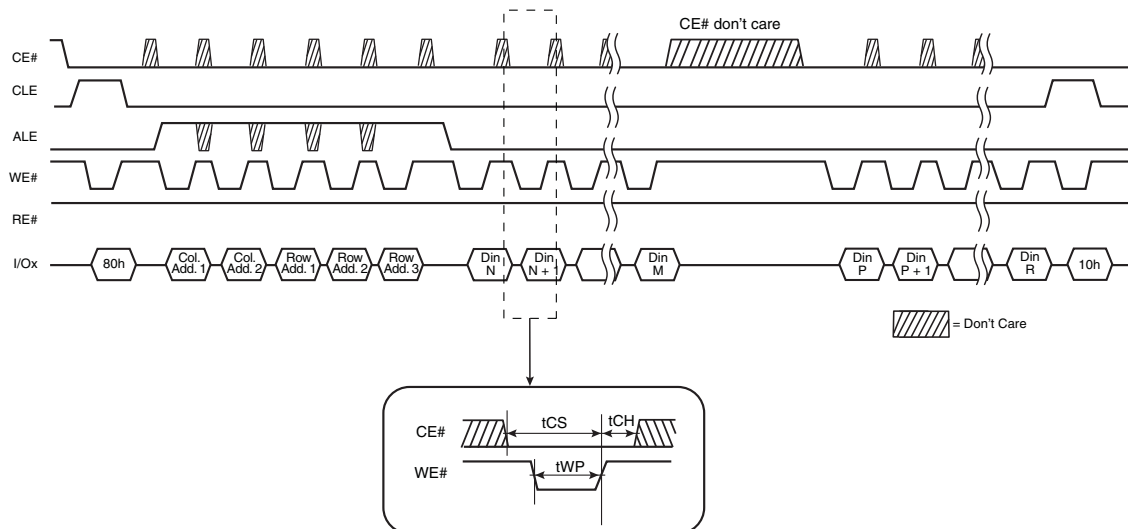 CE# don't care
CE#
CLE
ALE
WE#
RE#
I/Ox
80h
Col.
Add. 1
Col.
Add. 2
Row
Add. 1
Row
Add. 2
Row
Add. 3
Din
N
Din
N + 1
Din
M
Din
P
Din
P + 1
Din
R
10h
= Don't Care
CE#
tCS
tCH
WE#
tWP